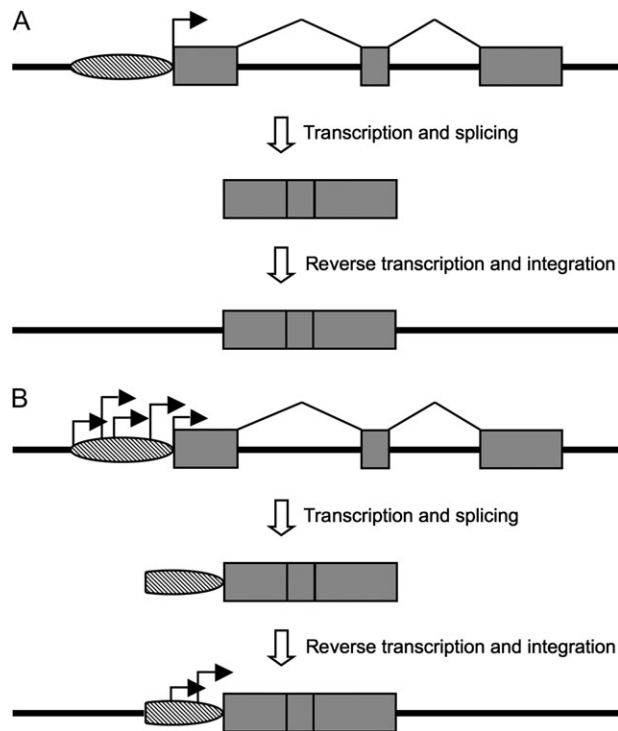 A
Transcription and splicing
Reverse transcription and integration
B
Transcription and splicing
Reverse transcription and integration